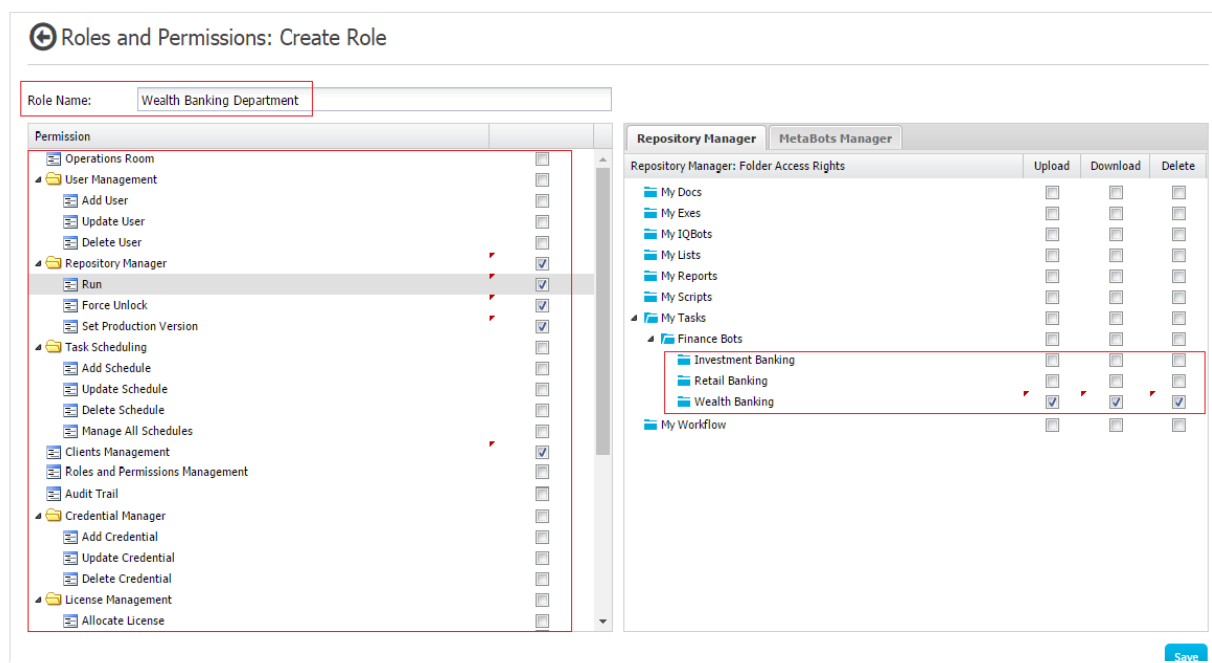 Roles and Permissions: Create Role
Role Name: Wealth Banking Department
Permission
Operations Room
User Management
Add User
Update User
Delete User
Repository Manager
Run
Force Unlock
Set Production Version
Task Scheduling
Add Schedule
Update Schedule
Delete Schedule
Manage All Schedules
Clients Management
Roles and Permissions Management
Audit Trail
Credential Manager
Add Credential
Update Credential
Delete Credential
License Management
Allocate License
Repository Manager MetaBots Manager
Repository Manager: Folder Access Rights Upload Download Delete
My Docs
My Exes
My IQBots
My Lists
My Reports
My Scripts
My Tasks
Finance Bots
Investment Banking
Retail Banking
Wealth Banking
My Workflow
Save